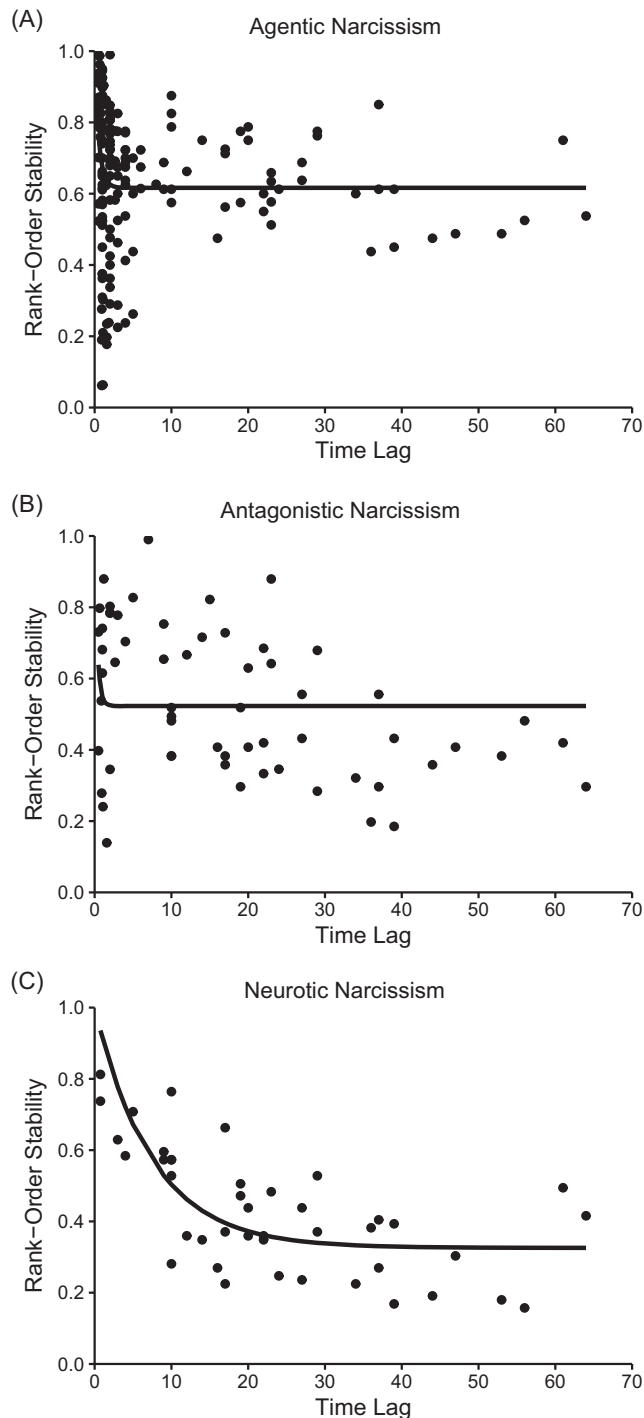 (A)
Agentic Narcissism
1.0
0.8
0.6
0.4
0.2
0.0
Rank−Order Stability
0 10 20 30 40 50 60 70
Time Lag
(B)
Antagonistic Narcissism
1.0
0.8
0.6
0.4
0.2
0.0
Rank−Order Stability
0 10 20 30 40 50 60 70
Time Lag
(C)
Neurotic Narcissism
1.0
0.8
0.6
0.4
0.2
0.0
Rank−Order Stability
0 10 20 30 40 50 60 70
Time Lag